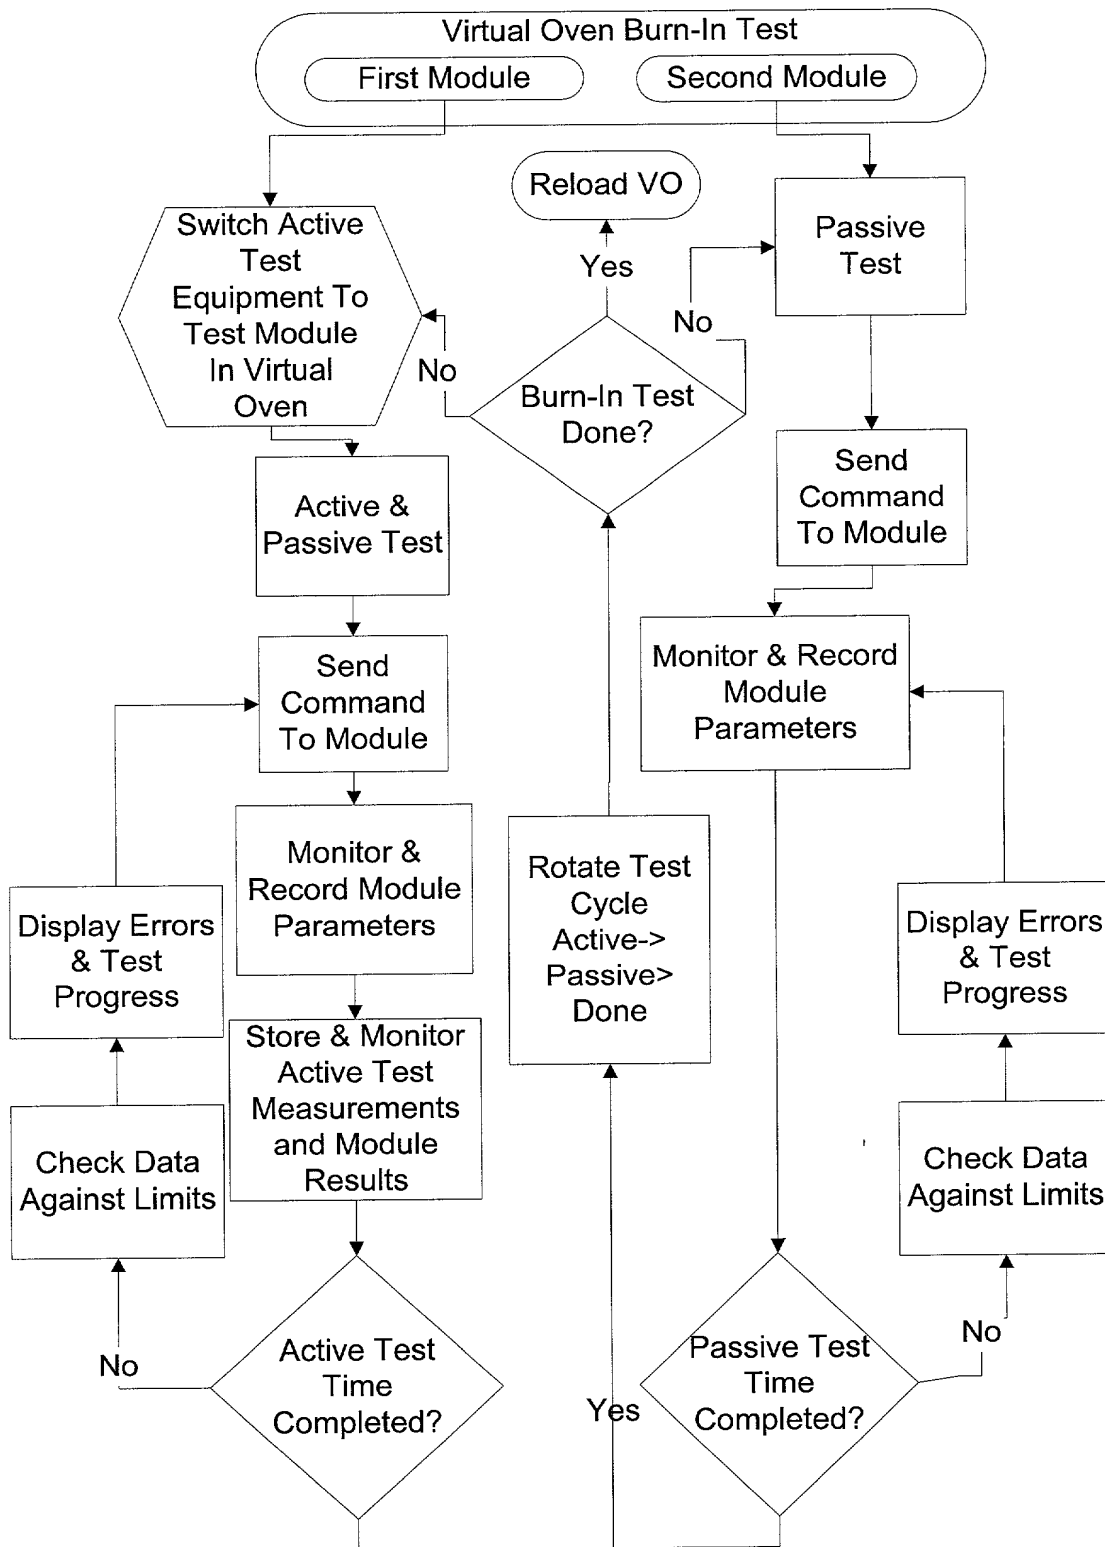 Virtual Oven Burn-In Test
First Module
Second Module
Reload VO
Switch Active
Test
Equipment To
Test Module
In Virtual
Oven
Passive
Test
Yes
No
No
Burn-In Test
Done?
Active &
Passive Test
Send
Command
To Module
Send
Command
To Module
Monitor & Record
Module
Parameters
Monitor &
Record Module
Parameters
Rotate Test
Cycle
Active->
Passive>
Done
Display Errors
& Test
Progress
Display Errors
& Test
Progress
Store & Monitor
Active Test
Measurements
and Module
Results
Check Data
Against Limits
Check Data
Against Limits
Active Test
Time
Completed?
No
Passive Test
Time
Completed?
No
Yes